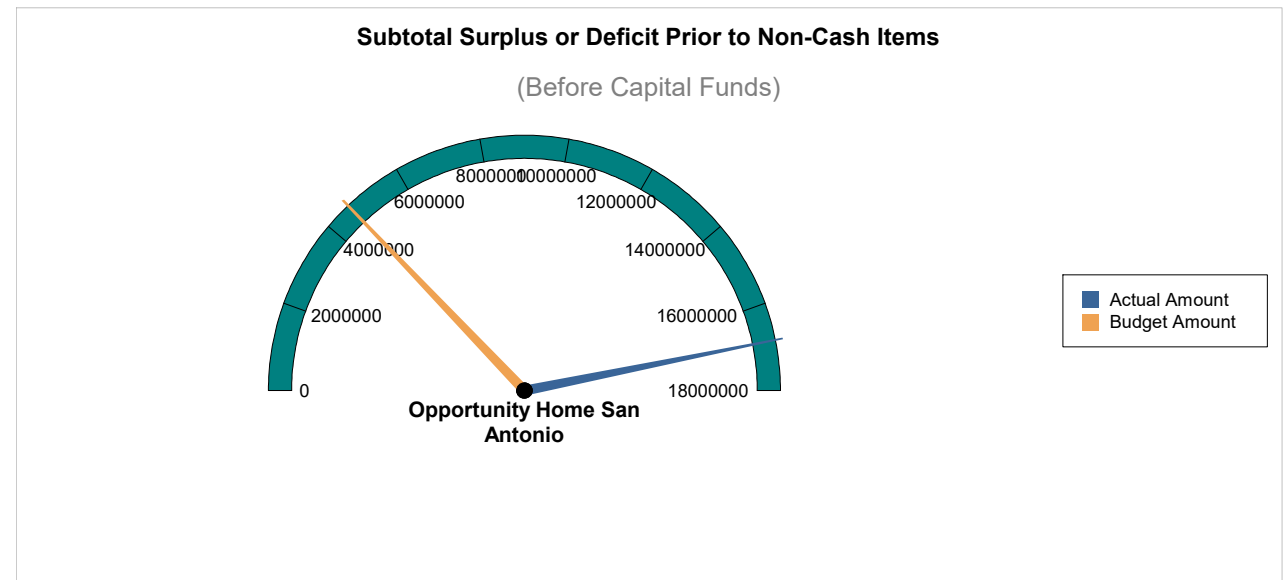 Subtotal Surplus or Deficit Prior to Non-Cash Items
(Before Capital Funds)
8000000
10000000
6000000
12000000
4000000
14000000
2000000
16000000
0
18000000
Opportunity Home San
Antonio
Actual Amount
Budget Amount